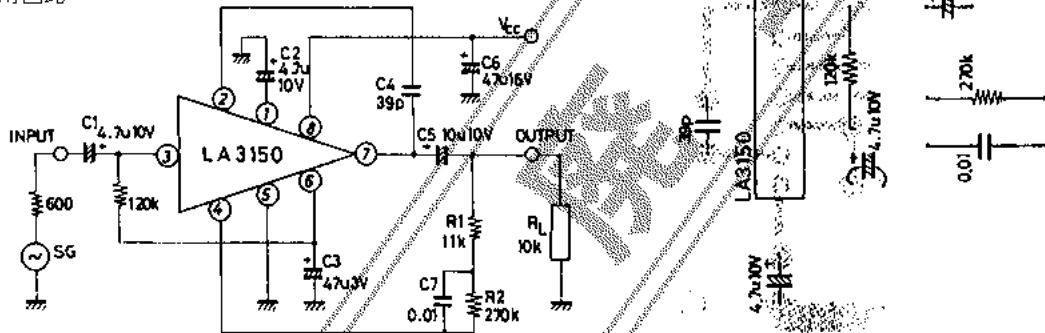 V_CC
C2
4.7u
10V
C6
47u16V
C4
39p
2
1
8
INPUT
C1
4.7u10V
3
LA3150
7
C5
10u10V
OUTPUT
600
120k
4
5
6
R1
11k
R_L
10k
SG
C3
47u3V
C7
0.01
R2
270k
39p
LA3150
120k
4.7u10V
4.7u10V
270k
0.01